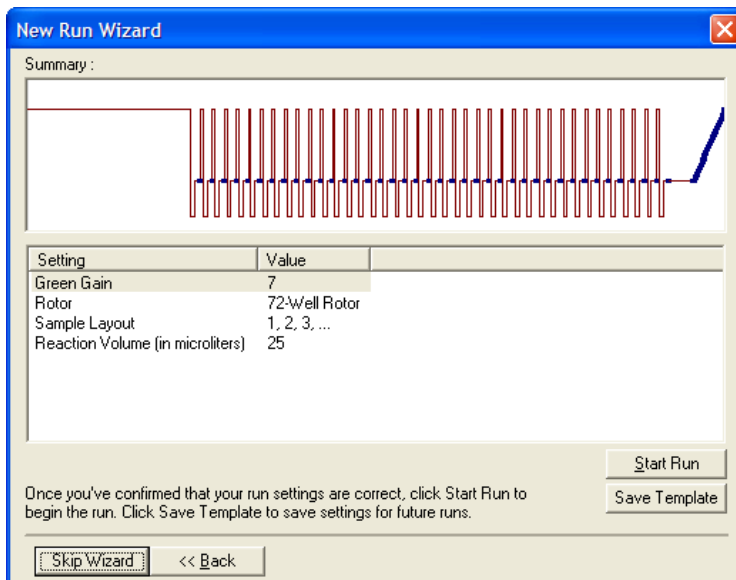 New Run Wizard
Summary :
Setting Value
Green Gain 7
Rotor 72-Well Rotor
Sample Layout 1, 2, 3, ...
Reaction Volume (in microliters) 25
Start Run
Once you've confirmed that your run settings are correct, click Start Run to
begin the run. Click Save Template to save settings for future runs.
Save Template
Skip Wizard << Back